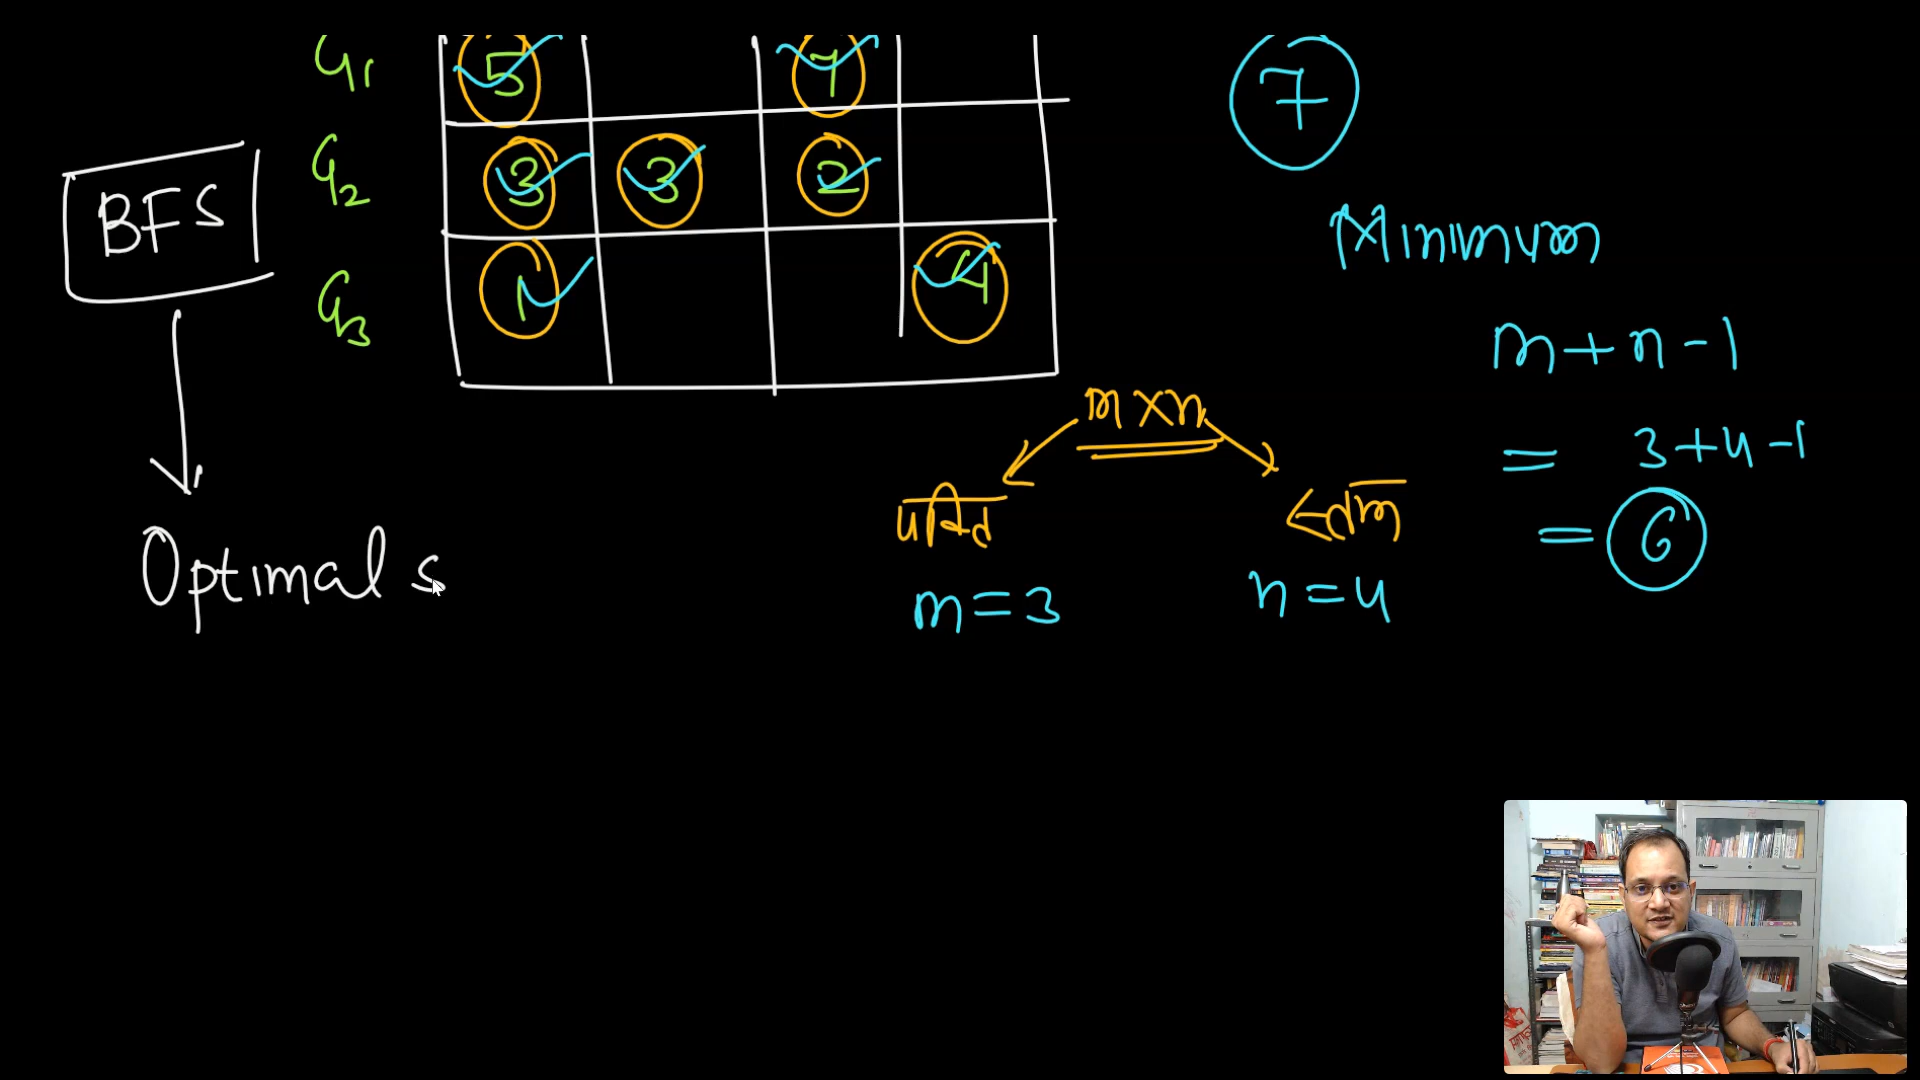 G1 5 7 7
G2 3 3 2
BFS
G3 1 4
Minimum
m+n-1
m×n
= 3+4-1
पंक्ति स्तंभ
= 6
Optimal s
m=3 n=4